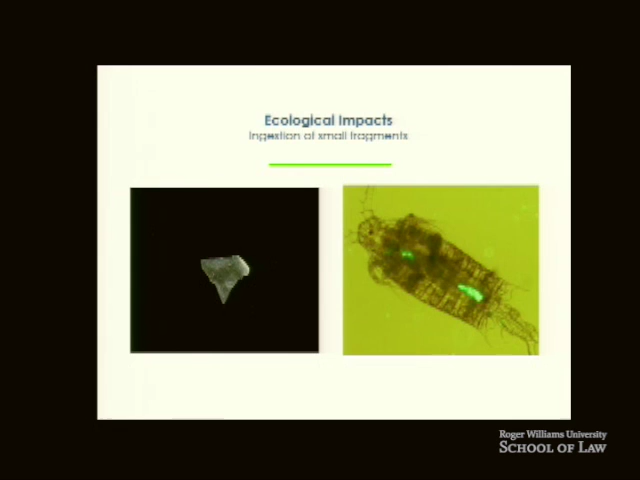 Ecological Impacts
Ingestion of small fragments
Roger Williams University
SCHOOL OF LAW